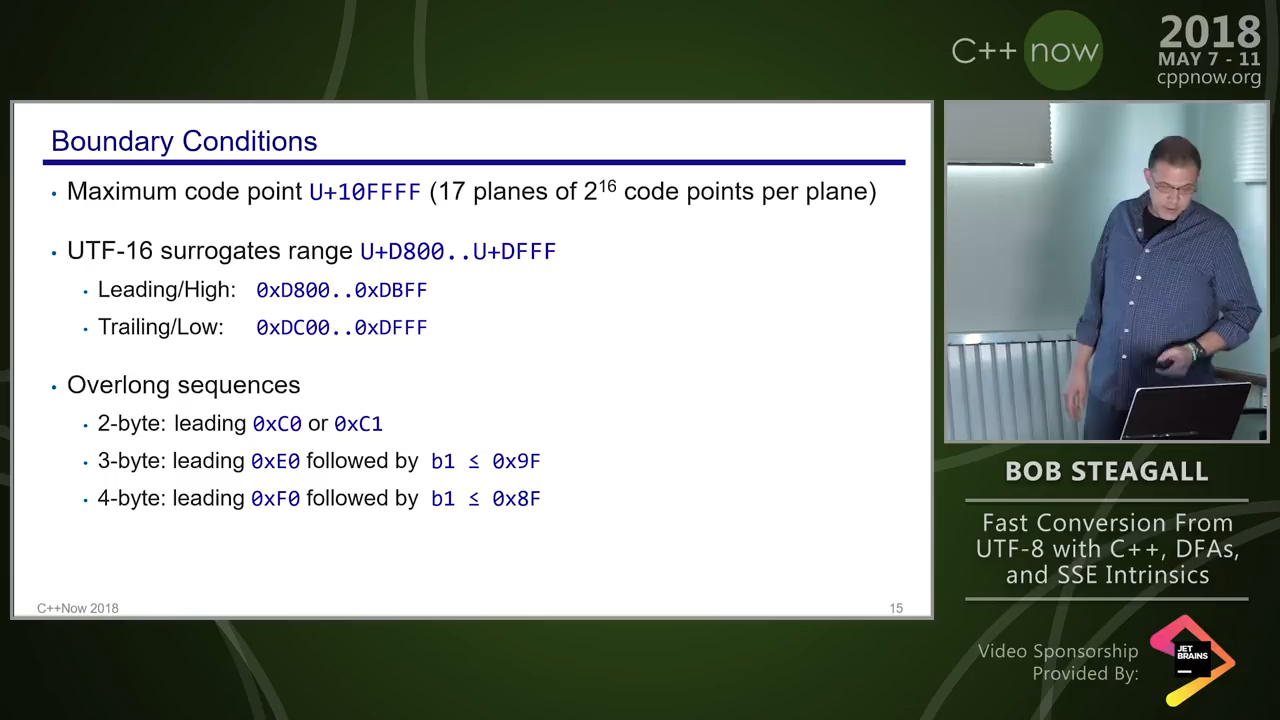 C++ now
2018
MAY 7 - 11
cppnow.org
Boundary Conditions
• Maximum code point U+10FFFF (17 planes of 2¹⁶ code points per plane)
• UTF-16 surrogates range U+D800..U+DFFF
• Leading/High: 0xD800..0xDBFF
• Trailing/Low: 0xDC00..0xDFFF
• Overlong sequences
• 2-byte: leading 0xC0 or 0xC1
• 3-byte: leading 0xE0 followed by b1 ≤ 0x9F
• 4-byte: leading 0xF0 followed by b1 ≤ 0x8F
C++Now 2018
15
BOB STEAGALL
Fast Conversion From
UTF-8 with C++, DFAs,
and SSE Intrinsics
Video Sponsorship
Provided By:
JET
BRAINS